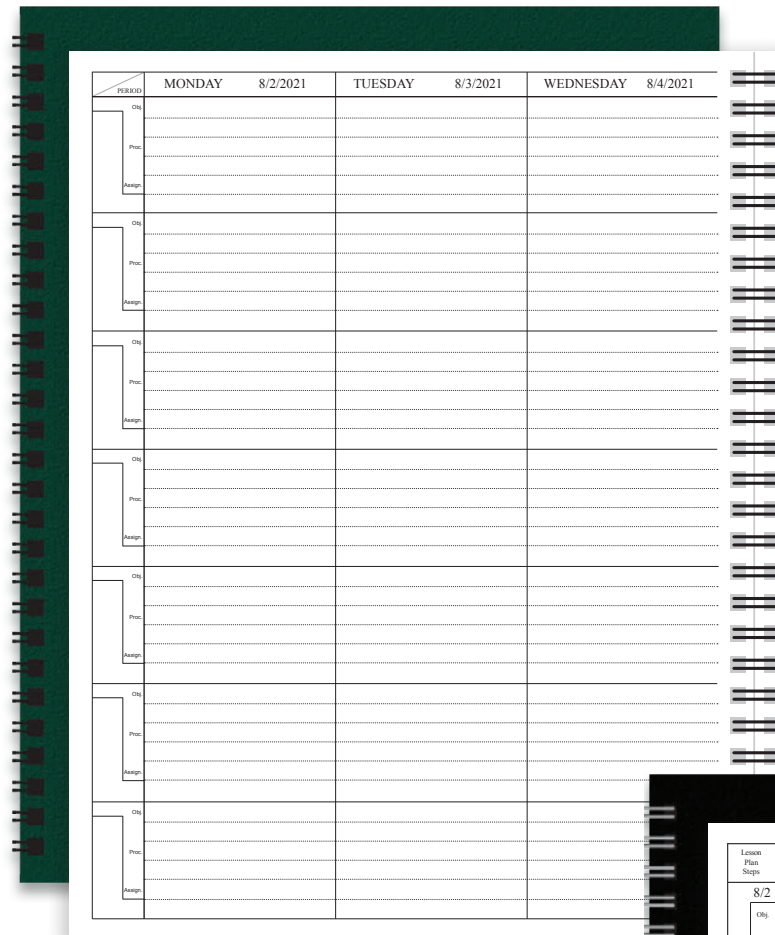 PERIOD MONDAY 8/2/2021 TUESDAY 8/3/2021 WEDNESDAY 8/4/2021
Obj.
Proc.
Assign.
Obj.
Proc.
Assign.
Obj.
Proc.
Assign.
Obj.
Proc.
Assign.
Obj.
Proc.
Assign.
Obj.
Proc.
Assign.
Obj.
Proc.
Assign.
Lesson
Plan
Steps
8/2
Obj.